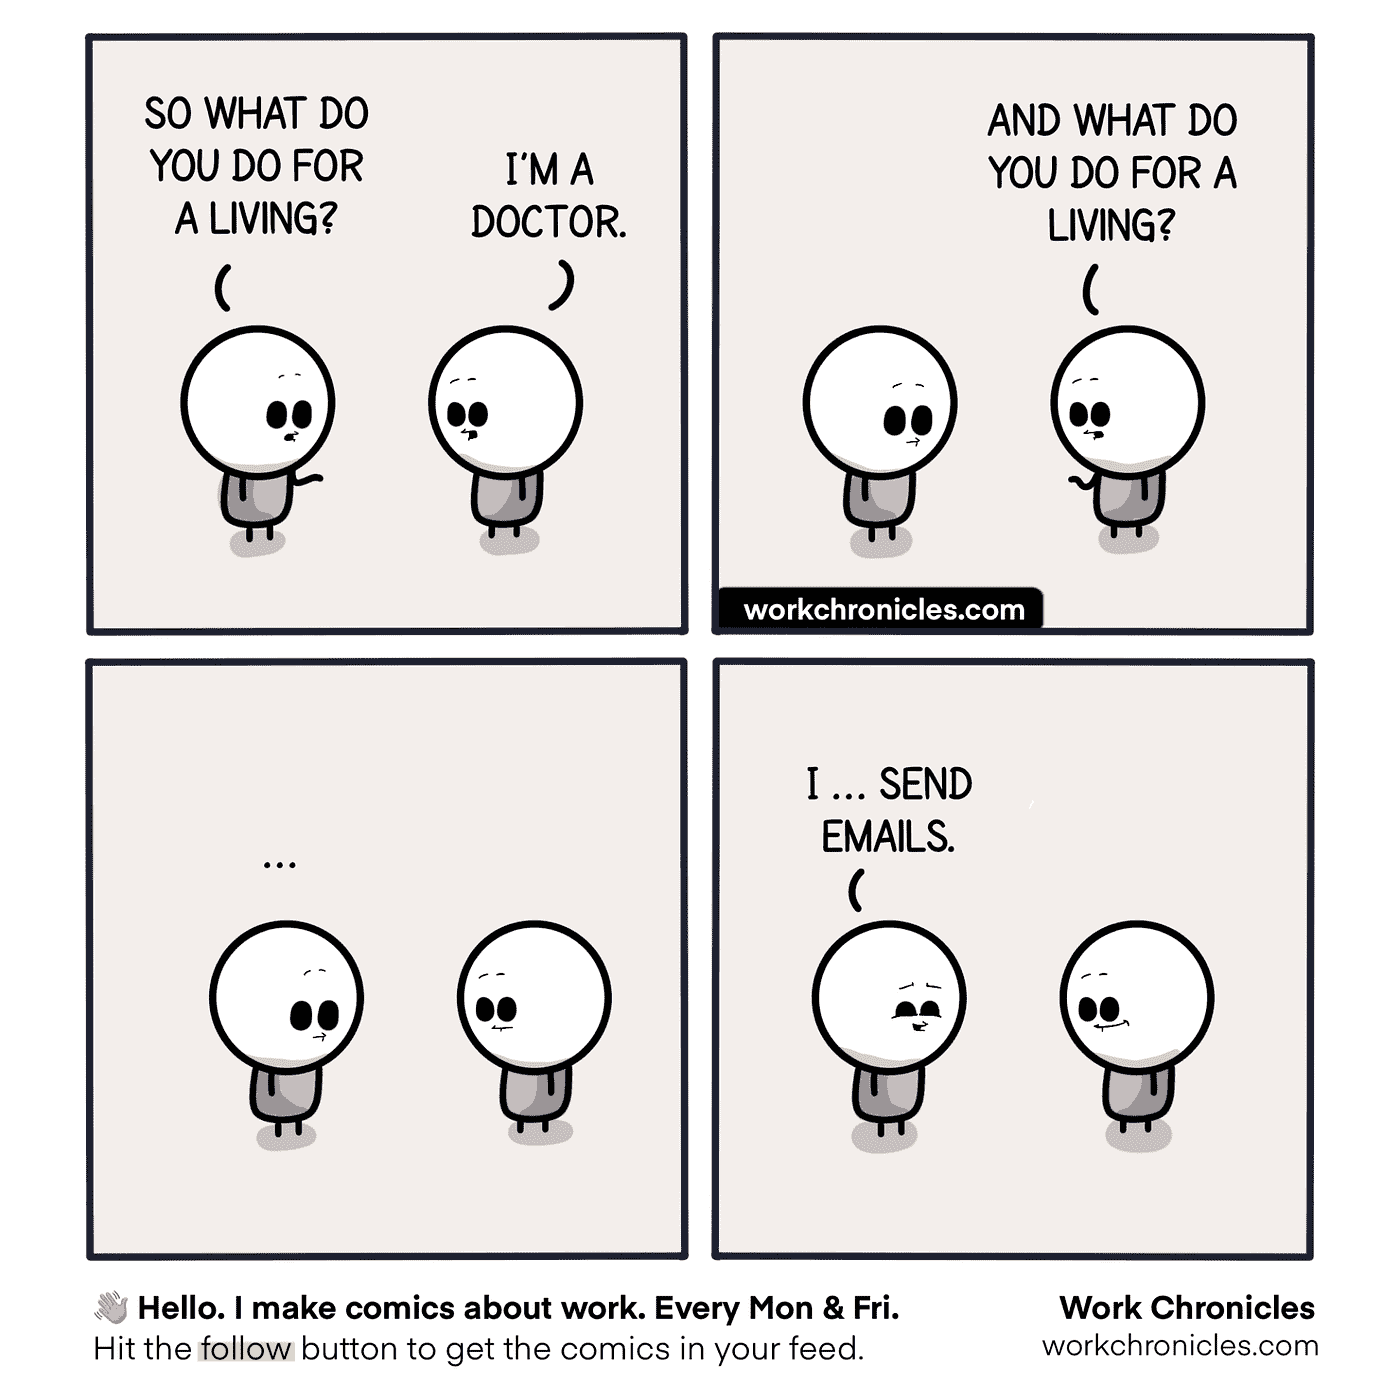 SO WHAT DO
YOU DO FOR
A LIVING?
I'M A
DOCTOR.
AND WHAT DO
YOU DO FOR A
LIVING?
workchronicles.com
...
I ... SEND
EMAILS.
👋 Hello. I make comics about work. Every Mon & Fri.
Hit the follow button to get the comics in your feed.
Work Chronicles
workchronicles.com